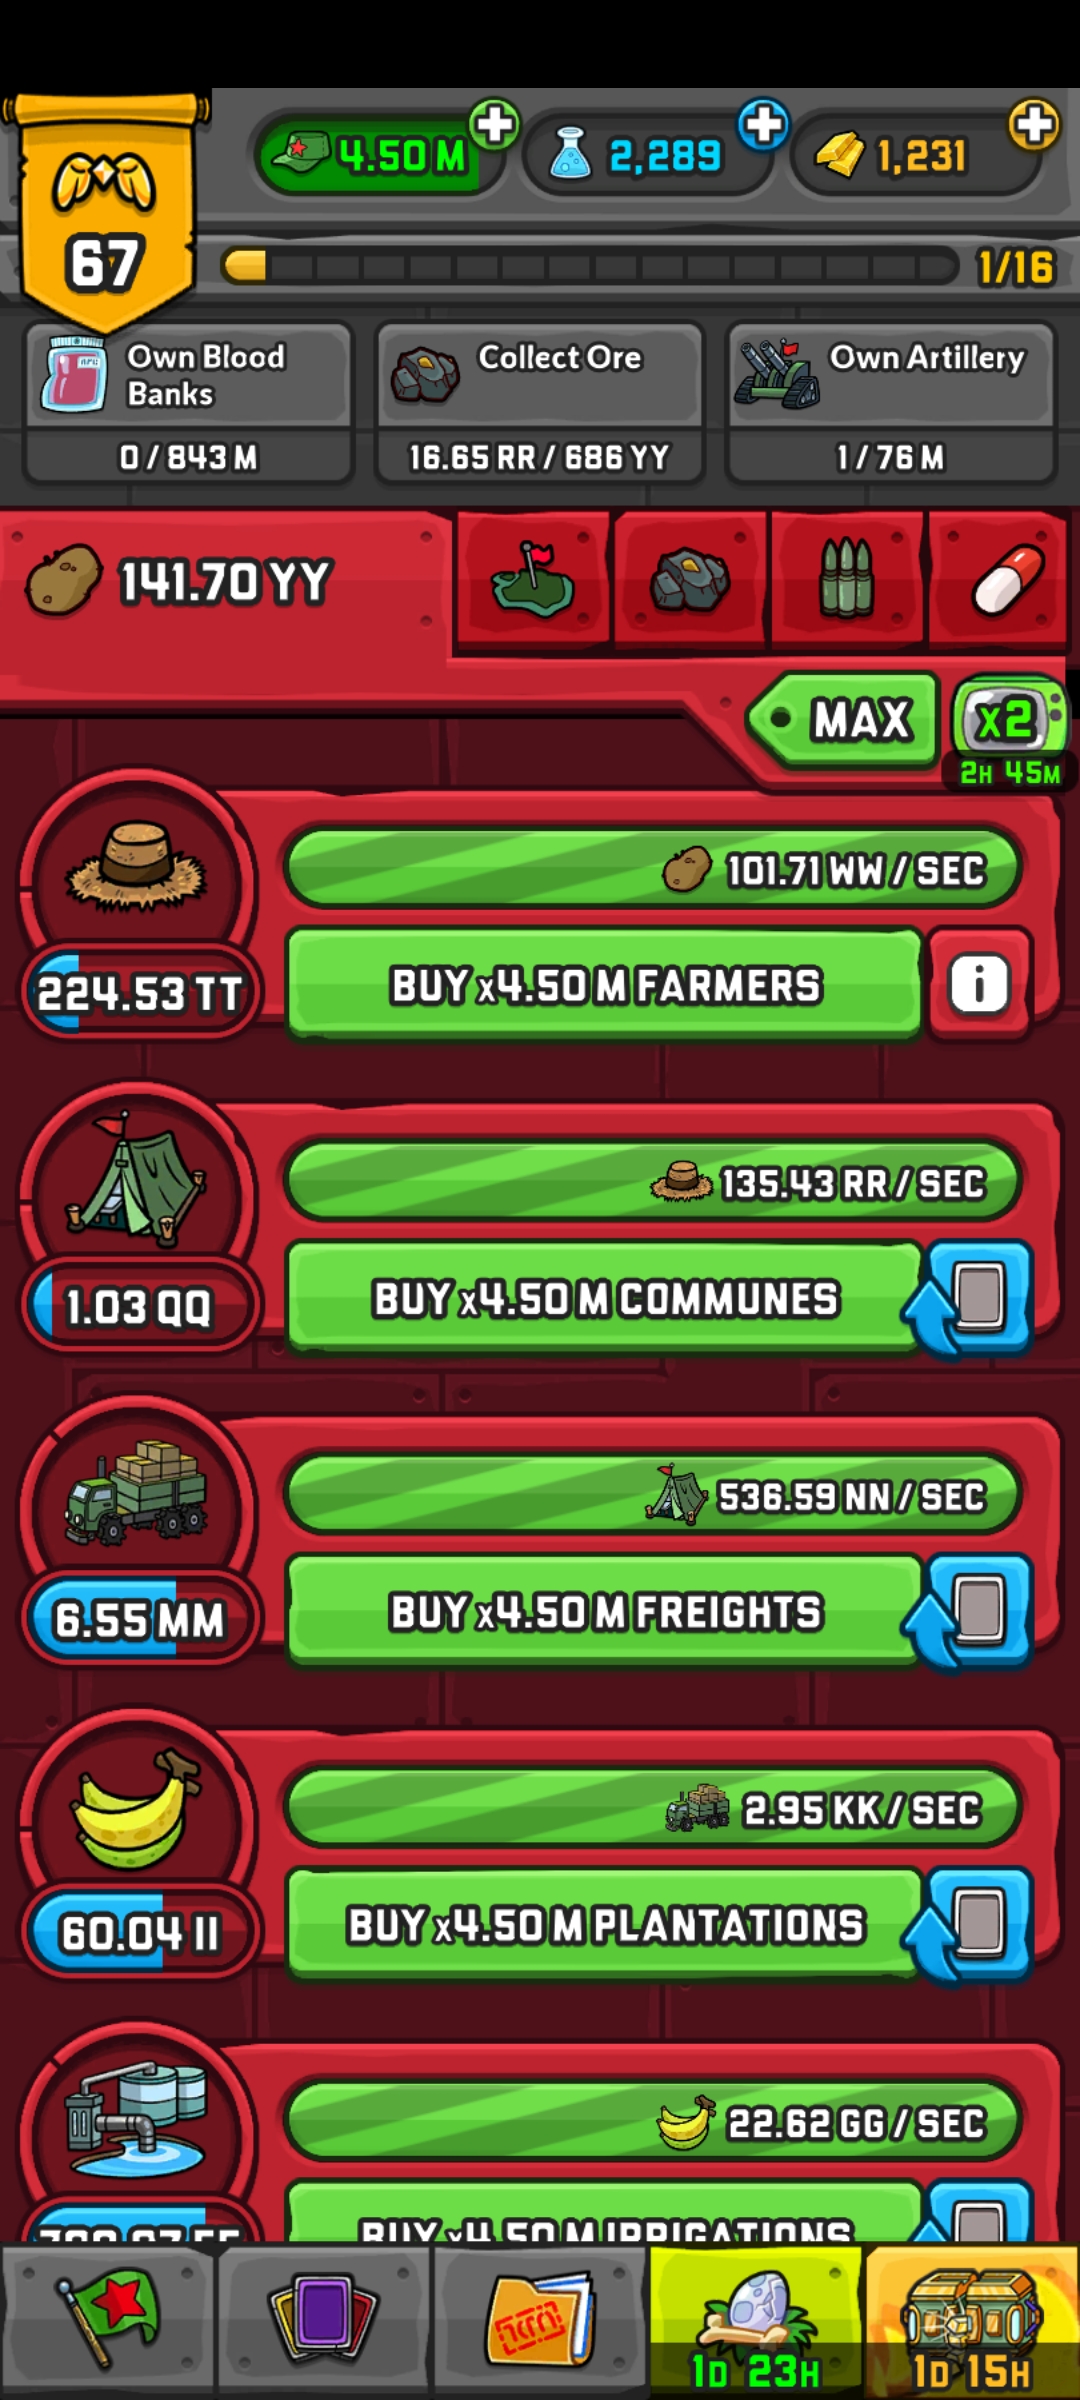 4.50 M
2,289
1,231
67
1/16
Own Blood Banks
0 / 843 M
Collect Ore
16.65 RR / 686 YY
Own Artillery
1 / 76 M
141.70 YY
MAX
x2
2H 45M
101.71 WW / SEC
224.53 TT
BUY x4.50 M FARMERS
i
135.43 RR / SEC
1.03 QQ
BUY x4.50 M COMMUNES
536.59 NN / SEC
6.55 MM
BUY x4.50 M FREIGHTS
2.95 KK / SEC
60.04 II
BUY x4.50 M PLANTATIONS
22.62 GG / SEC
BUY x4.50 M IRRIGATIONS
1D 23H
1D 15H